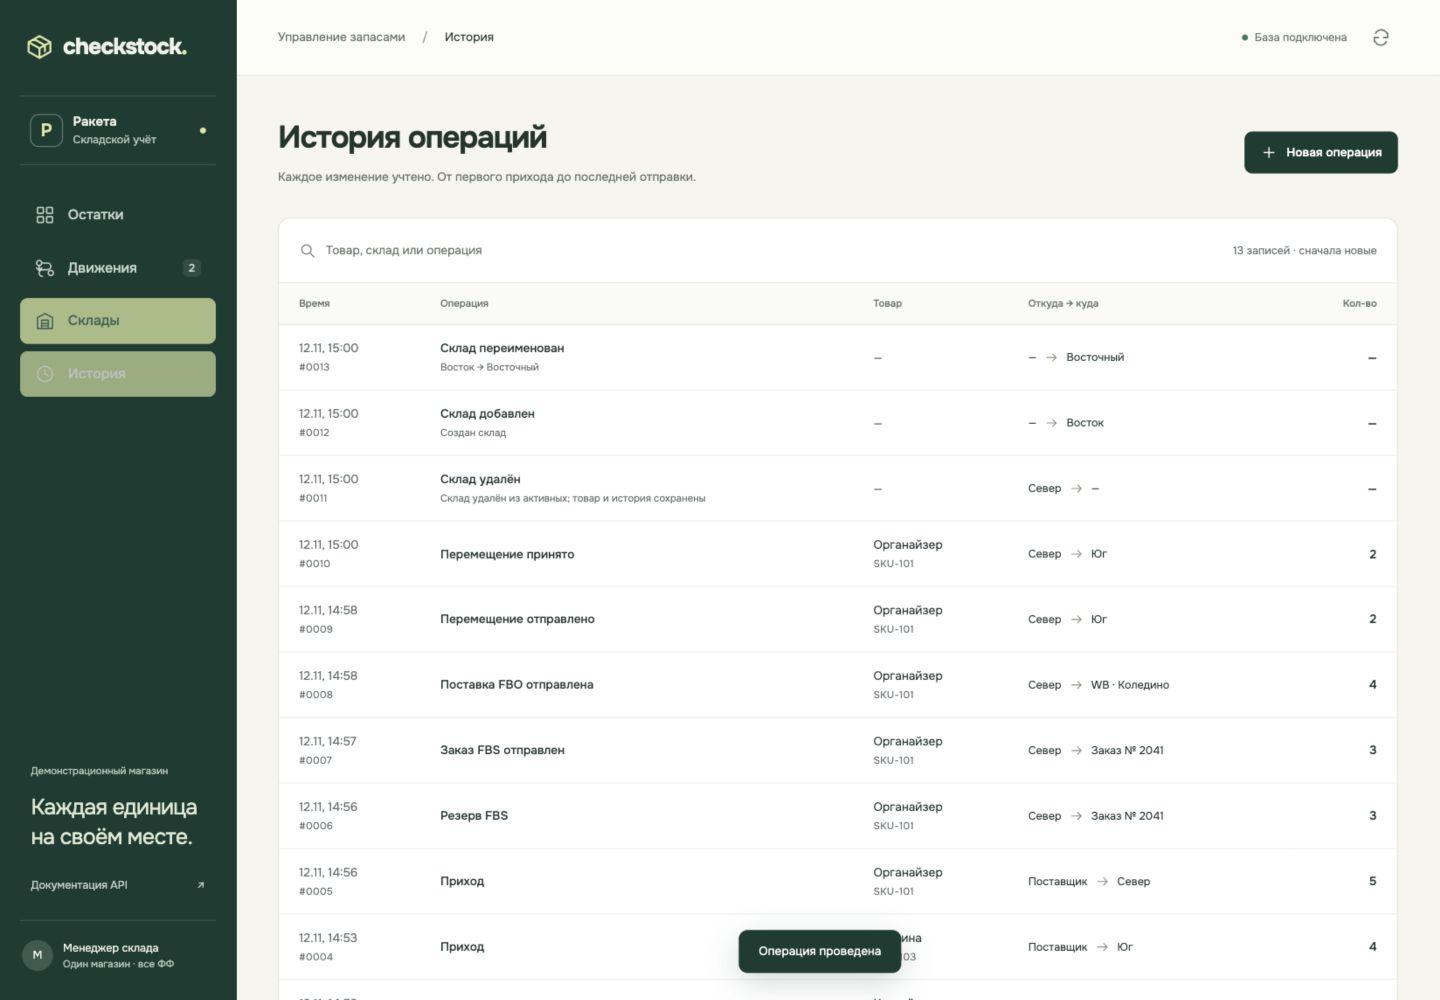 checkstock.
Р
Ракета
Складской учёт
Остатки
Движения 2
Склады
История
Демонстрационный магазин
Каждая единица
на своём месте.
Документация API ↗
М
Менеджер склада
Один магазин · все ФФ
Управление запасами / История
База подключена
История операций
Каждое изменение учтено. От первого прихода до последней отправки.
+ Новая операция
Товар, склад или операция
13 записей · сначала новые
Время Операция Товар Откуда → куда Кол-во
12.11, 15:00 Склад переименован — — → Восточный —
#0013 Восток → Восточный
12.11, 15:00 Склад добавлен — — → Восток —
#0012 Создан склад
12.11, 15:00 Склад удалён — Север → — —
#0011 Склад удалён из активных; товар и история сохранены
12.11, 15:00 Перемещение принято Органайзер Север → Юг 2
#0010 SKU-101
12.11, 14:58 Перемещение отправлено Органайзер Север → Юг 2
#0009 SKU-101
12.11, 14:58 Поставка FBO отправлена Органайзер Север → WB · Коледино 4
#0008 SKU-101
12.11, 14:57 Заказ FBS отправлен Органайзер Север → Заказ № 2041 3
#0007 SKU-101
12.11, 14:56 Резерв FBS Органайзер Север → Заказ № 2041 3
#0006 SKU-101
12.11, 14:56 Приход Органайзер Поставщик → Север 5
#0005 SKU-101
12.11, 14:53 Приход Поставщик → Юг 4
#0004
Операция проведена